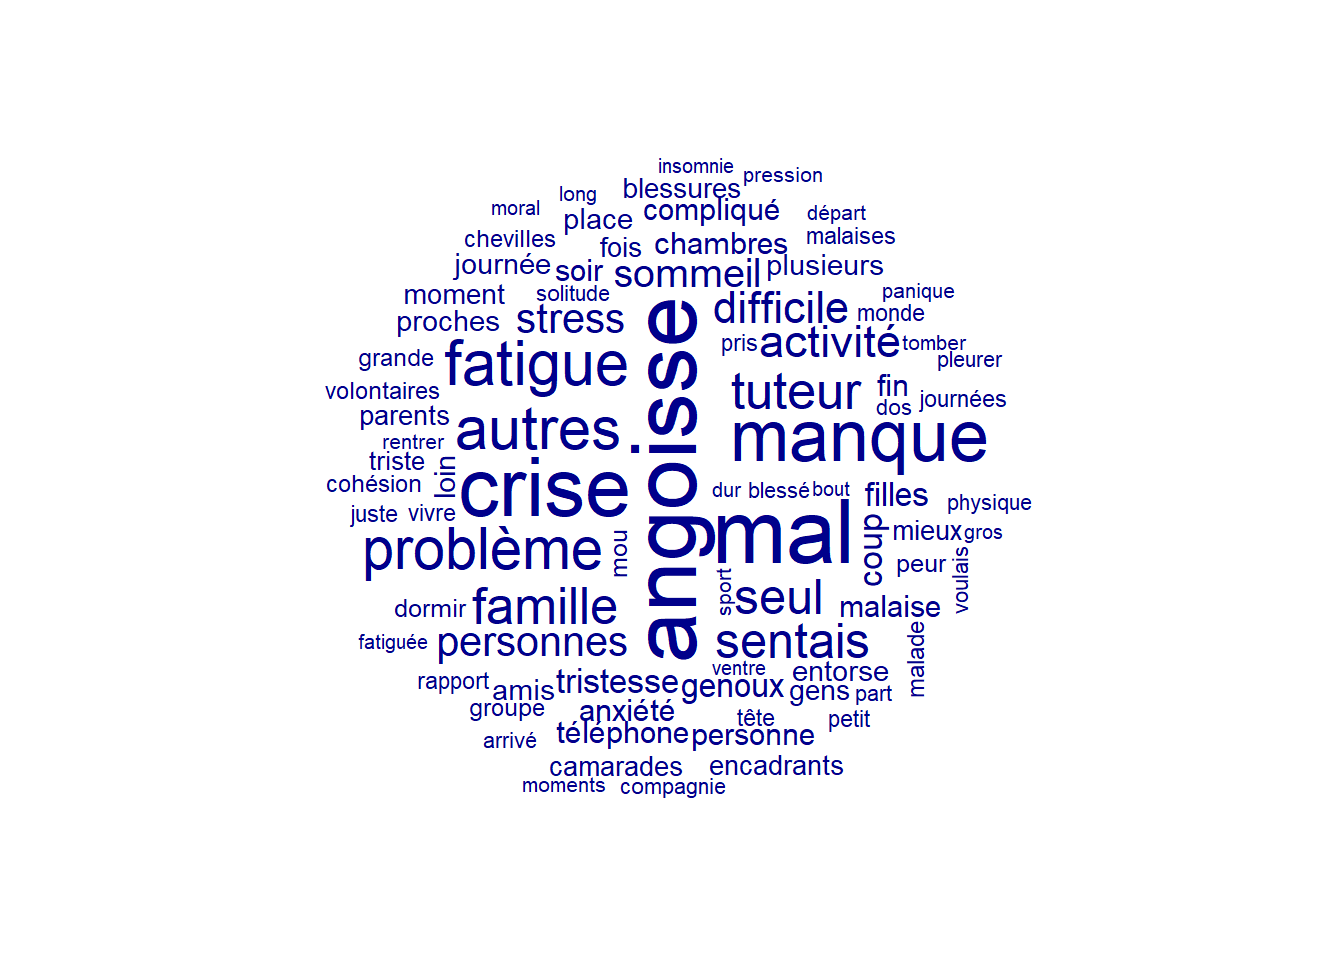 insomnie
pression
long
blessures
moral
place
compliqué
départ
chevilles
fois
chambres
malaises
journée
soir
sommeil
plusieurs
moment
solitude
difficile
panique
proches
stress
monde
grande
fatigue
angoisse
pris
activité
tomber
pleurer
volontaires
tuteur
fin
parents
autres
dos
journées
rentrer
manque
triste
loin
cohésion
crise
dur
blessé
bout
filles
physique
juste
vivre
mal
coup
mieux
gros
problème
mou
peur
voulais
dormir
famille
sport
seul
malaise
fatiguée
personnes
sentais
malade
rapport
amis
tristesse
genoux
ventre
entorse
gens
part
groupe
anxiété
tête
petit
arrivé
téléphone
personne
camarades
encadrants
moments
compagnie